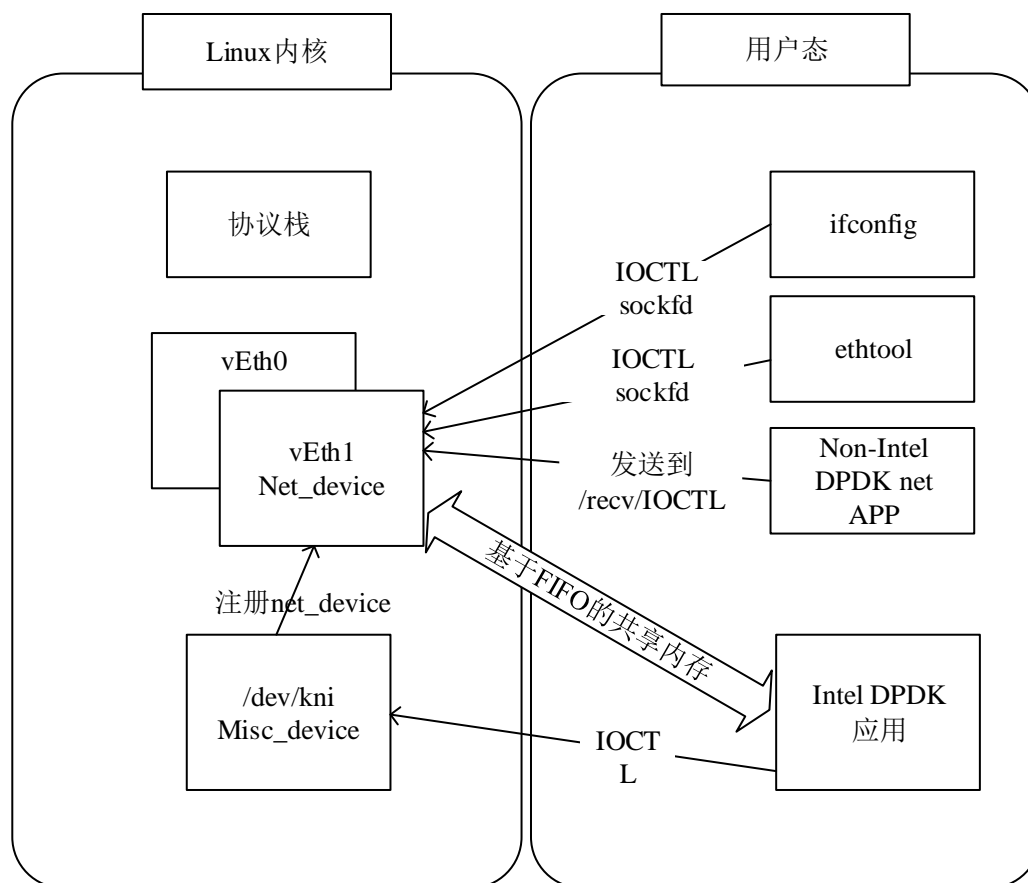 Linux内核
用户态
协议栈
ifconfig
IOCTL
sockfd
vEth0
IOCTL
sockfd
ethtool
vEth1
Net_device
发送到
/recv/IOCTL
Non-Intel
DPDK net
APP
基于FIFO的共享内存
注册net_device
/dev/kni
Misc_device
IOCT
L
Intel DPDK
应用